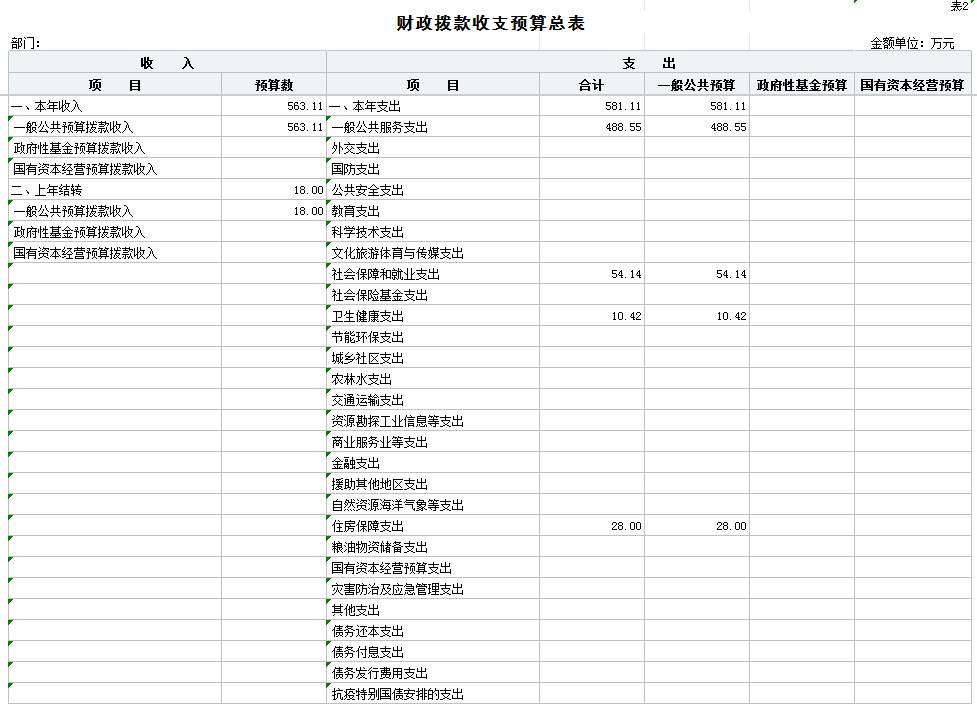 表2
财政拨款收支预算总表
部门： 金额单位：万元
收 入 支 出
项 目 预算数 项 目 合计 一般公共预算 政府性基金预算 国有资本经营预算
一、本年收入 563.11 一、本年支出 581.11 581.11
一般公共预算拨款收入 563.11 一般公共服务支出 488.55 488.55
政府性基金预算拨款收入 外交支出
国有资本经营预算拨款收入 国防支出
二、上年结转 18.00 公共安全支出
一般公共预算拨款收入 18.00 教育支出
政府性基金预算拨款收入 科学技术支出
国有资本经营预算拨款收入 文化旅游体育与传媒支出
社会保障和就业支出 54.14 54.14
社会保险基金支出
卫生健康支出 10.42 10.42
节能环保支出
城乡社区支出
农林水支出
交通运输支出
资源勘探工业信息等支出
商业服务业等支出
金融支出
援助其他地区支出
自然资源海洋气象等支出
住房保障支出 28.00 28.00
粮油物资储备支出
国有资本经营预算支出
灾害防治及应急管理支出
其他支出
债务还本支出
债务付息支出
债务发行费用支出
抗疫特别国债安排的支出